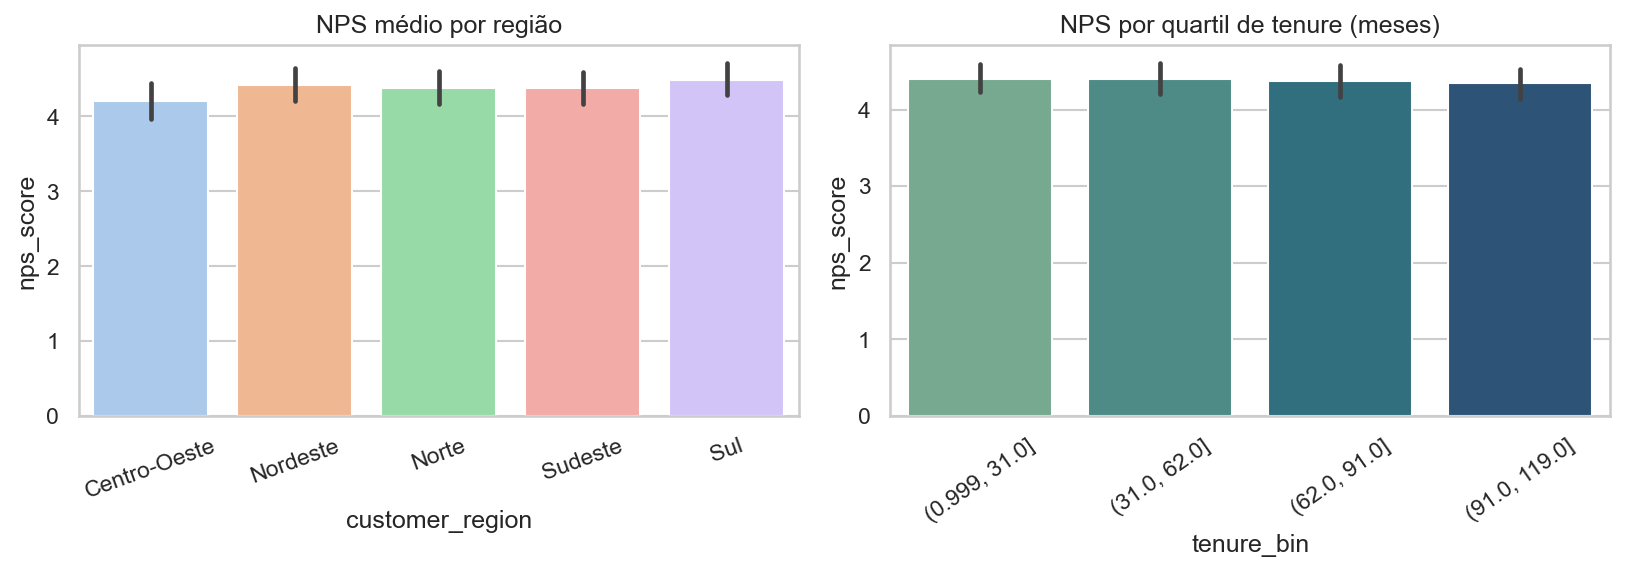 NPS médio por região
nps_score
4
3
2
1
0
Centro-Oeste
Nordeste
Norte
Sudeste
Sul
customer_region
NPS por quartil de tenure (meses)
nps_score
4
3
2
1
0
(0.999, 31.0]
(31.0, 62.0]
(62.0, 91.0]
(91.0, 119.0]
tenure_bin